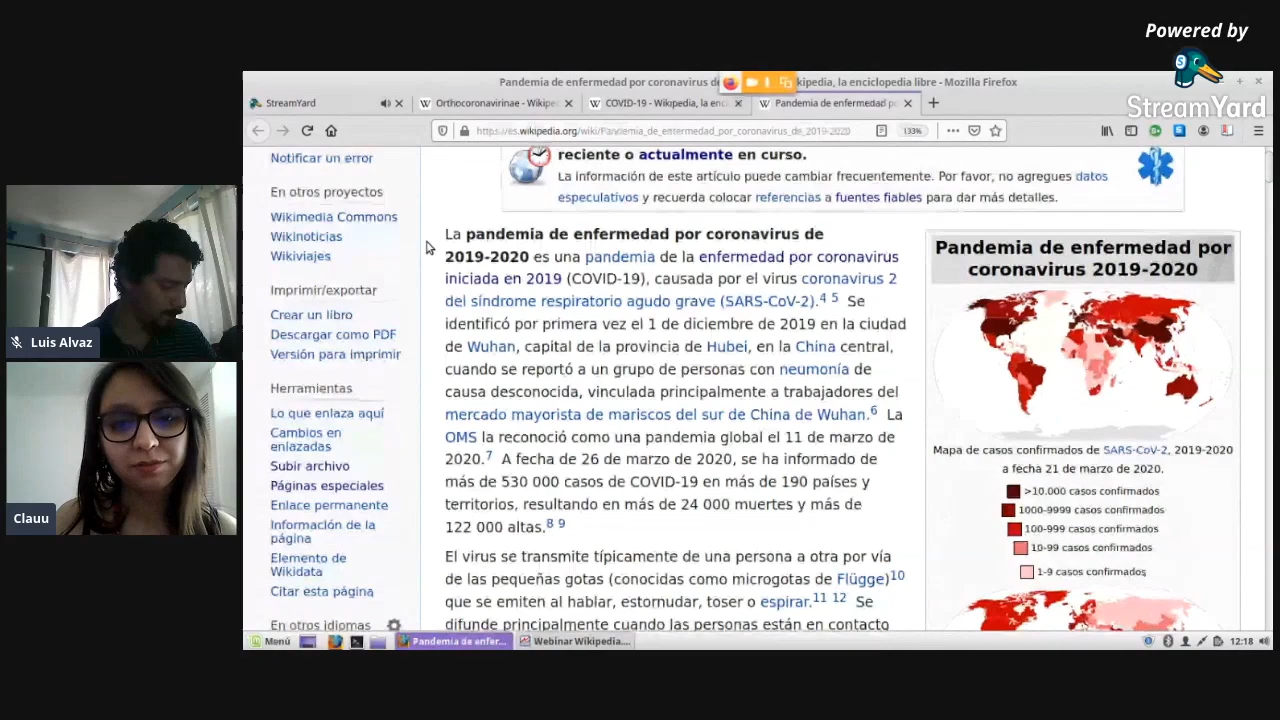 Powered by
StreamYard
Pandemia de enfermedad por coronavirus de
kipedia, la enciclopedia libre - Mozilla Firefox
StreamYard
Orthocoronavirinae - Wikipe
COVID-19 - Wikipedia, la enci
Pandemia de enfermedad po
https://es.wikipedia.org/wiki/Pandemia_de_enfermedad_por_coronavirus_de_2019-2020
133%
Notificar un error
En otros proyectos
Wikimedia Commons
Wikinoticias
Wikiviajes
Imprimir/exportar
Crear un libro
Descargar como PDF
Versión para imprimir
Herramientas
Lo que enlaza aquí
Cambios en
enlazadas
Subir archivo
Páginas especiales
Enlace permanente
Información de la
página
Elemento de
Wikidata
Citar esta página
En otros idiomas
reciente o actualmente en curso.
La información de este artículo puede cambiar frecuentemente. Por favor, no agregues datos
especulativos y recuerda colocar referencias a fuentes fiables para dar más detalles.
La pandemia de enfermedad por coronavirus de
2019-2020 es una pandemia de la enfermedad por coronavirus
iniciada en 2019 (COVID-19), causada por el virus coronavirus 2
del síndrome respiratorio agudo grave (SARS-CoV-2).4 5 Se
identificó por primera vez el 1 de diciembre de 2019 en la ciudad
de Wuhan, capital de la provincia de Hubei, en la China central,
cuando se reportó a un grupo de personas con neumonía de
causa desconocida, vinculada principalmente a trabajadores del
mercado mayorista de mariscos del sur de China de Wuhan.6 La
OMS la reconoció como una pandemia global el 11 de marzo de
2020.7 A fecha de 26 de marzo de 2020, se ha informado de
más de 530 000 casos de COVID-19 en más de 190 países y
territorios, resultando en más de 24 000 muertes y más de
122 000 altas.8 9
El virus se transmite típicamente de una persona a otra por vía
de las pequeñas gotas (conocidas como microgotas de Flügge)10
que se emiten al hablar, estornudar, toser o espirar.11 12 Se
difunde principalmente cuando las personas están en contacto
Pandemia de enfermedad por
coronavirus 2019-2020
Mapa de casos confirmados de SARS-CoV-2, 2019-2020
a fecha 21 de marzo de 2020.
>10.000 casos confirmados
1000-9999 casos confirmados
100-999 casos confirmados
10-99 casos confirmados
1-9 casos confirmados
Luis Alvaz
Clauu
Menú
Pandemia de enfer...
Webinar Wikipedia....
12:18